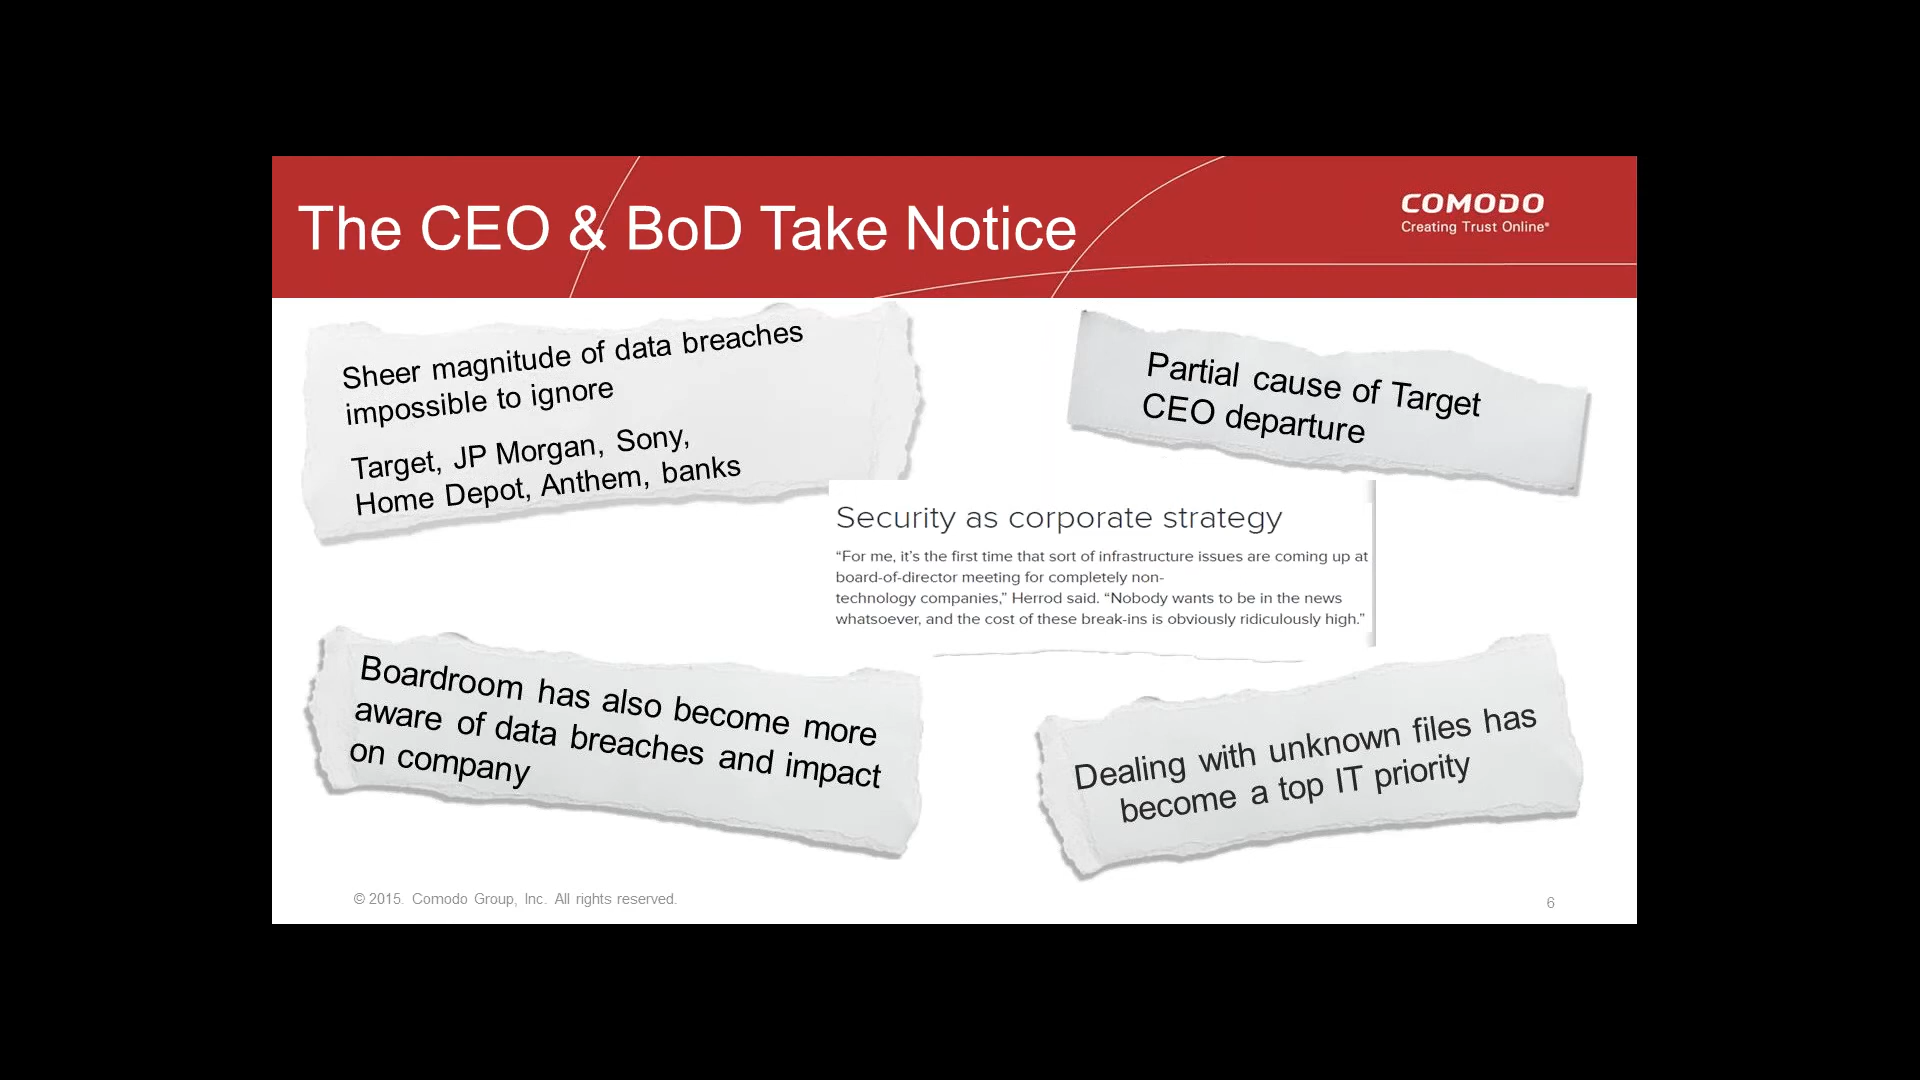 The CEO & BoD Take Notice
COMODO
Creating Trust Online®
Sheer magnitude of data breaches
impossible to ignore
Target, JP Morgan, Sony,
Home Depot, Anthem, banks
Partial cause of Target
CEO departure
Security as corporate strategy
“For me, it’s the first time that sort of infrastructure issues are coming up at
board-of-director meeting for completely non-
technology companies,” Herrod said. “Nobody wants to be in the news
whatsoever, and the cost of these break-ins is obviously ridiculously high.”
Boardroom has also become more
aware of data breaches and impact
on company
Dealing with unknown files has
become a top IT priority
© 2015. Comodo Group, Inc. All rights reserved.
6